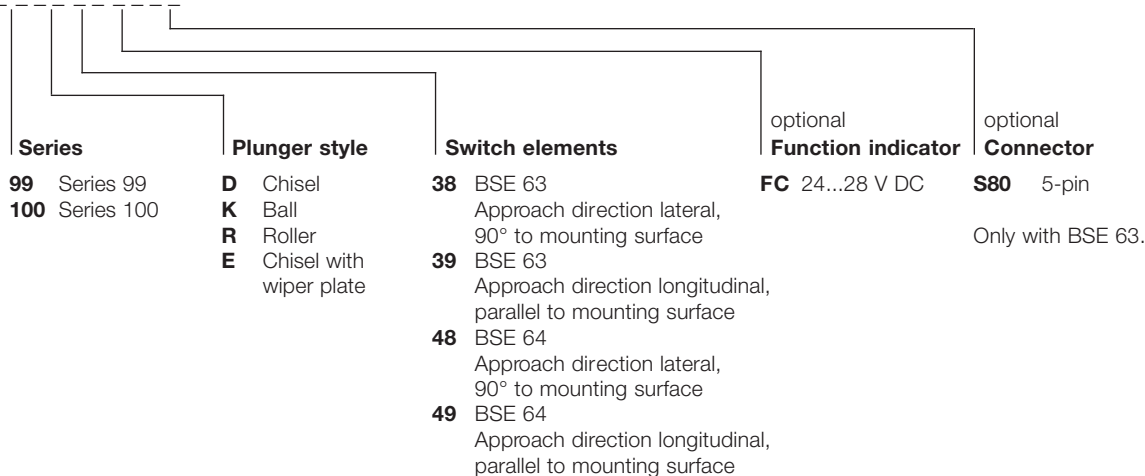 optional
optional
Series
Plunger style
Switch elements
Function indicator
Connector
99 Series 99
100 Series 100
D Chisel
K Ball
R Roller
E Chisel with
wiper plate
38 BSE 63
Approach direction lateral,
90° to mounting surface
39 BSE 63
Approach direction longitudinal,
parallel to mounting surface
48 BSE 64
Approach direction lateral,
90° to mounting surface
49 BSE 64
Approach direction longitudinal,
parallel to mounting surface
FC 24...28 V DC
S80 5-pin
Only with BSE 63.